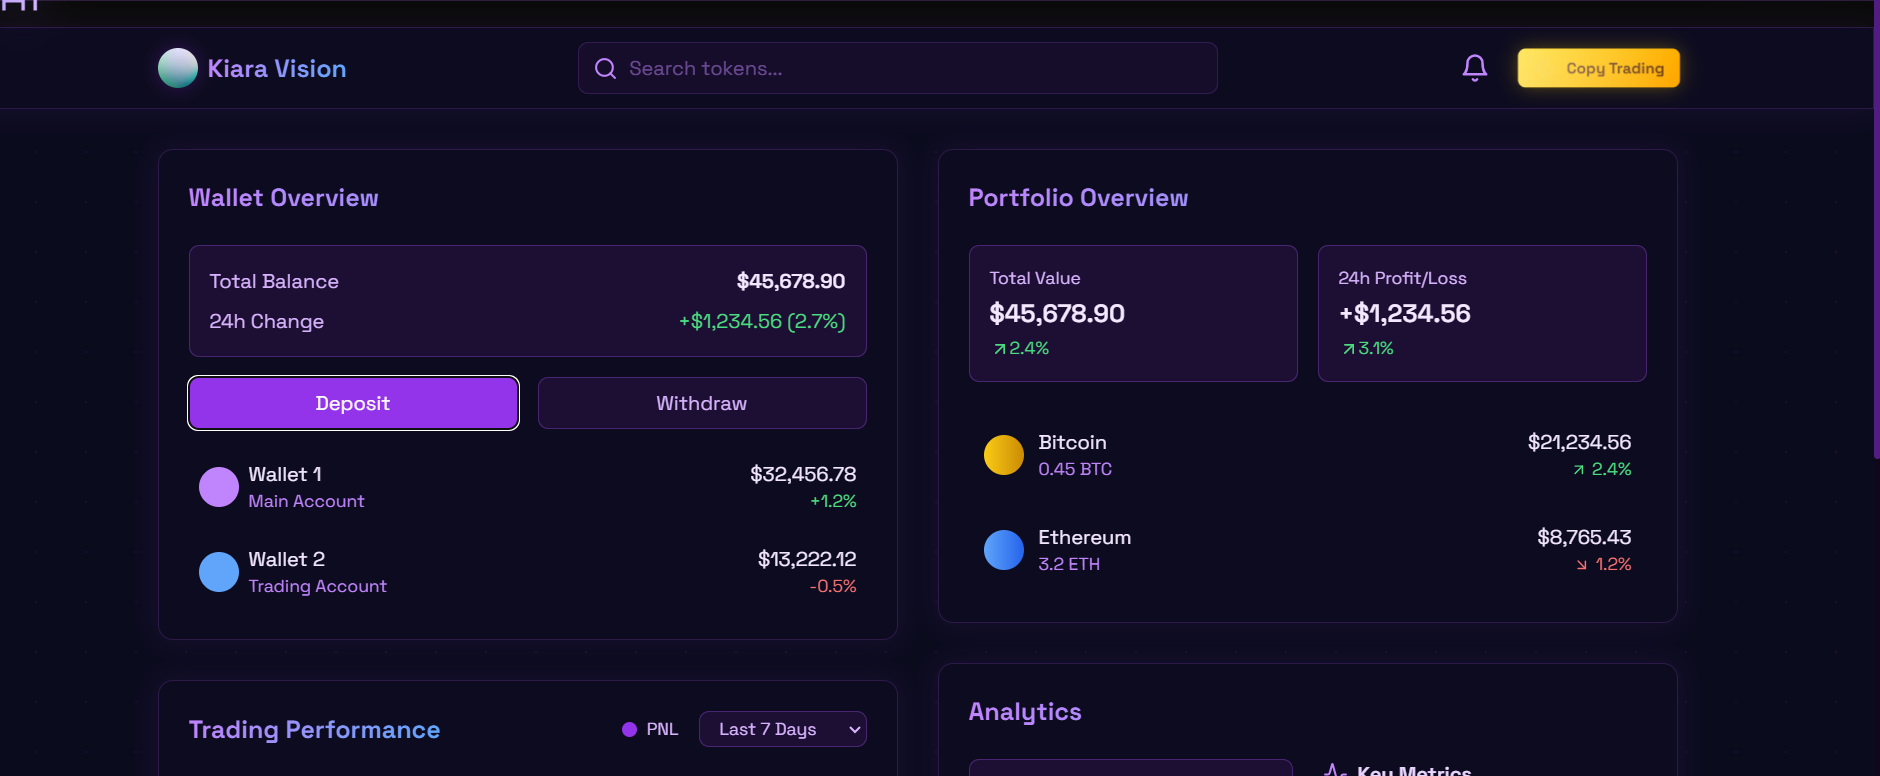 Kiara Vision
Search tokens...
Copy Trading
Wallet Overview
Total Balance
$45,678.90
24h Change
+$1,234.56 (2.7%)
Deposit
Withdraw
Wallet 1
Main Account
$32,456.78
+1.2%
Wallet 2
Trading Account
$13,222.12
-0.5%
Portfolio Overview
Total Value
$45,678.90
2.4%
24h Profit/Loss
+$1,234.56
3.1%
Bitcoin
0.45 BTC
$21,234.56
2.4%
Ethereum
3.2 ETH
$8,765.43
1.2%
Trading Performance
PNL
Last 7 Days
Analytics
Key Metrics